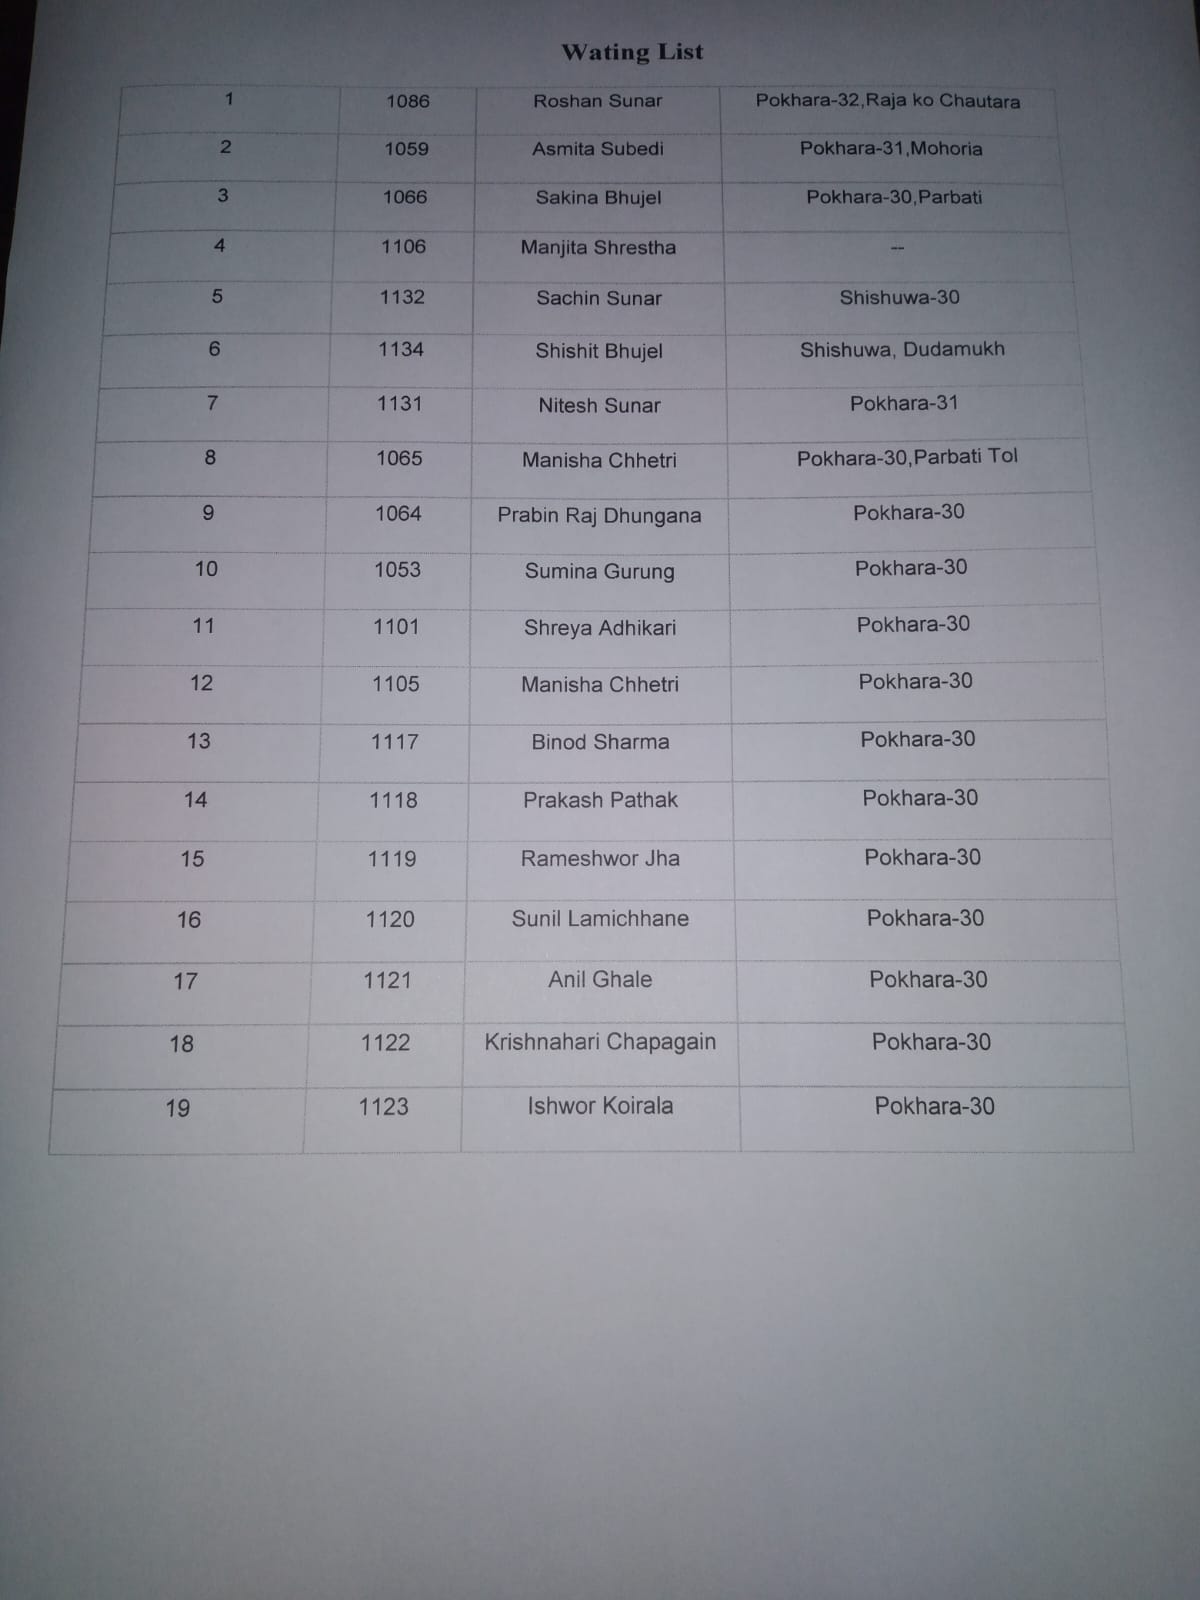 Wating List
1 1086 Roshan Sunar Pokhara-32,Raja ko Chautara
2 1059 Asmita Subedi Pokhara-31,Mohoria
3 1066 Sakina Bhujel Pokhara-30,Parbati
4 1106 Manjita Shrestha --
5 1132 Sachin Sunar Shishuwa-30
6 1134 Shishit Bhujel Shishuwa, Dudamukh
7 1131 Nitesh Sunar Pokhara-31
8 1065 Manisha Chhetri Pokhara-30,Parbati Tol
9 1064 Prabin Raj Dhungana Pokhara-30
10 1053 Sumina Gurung Pokhara-30
11 1101 Shreya Adhikari Pokhara-30
12 1105 Manisha Chhetri Pokhara-30
13 1117 Binod Sharma Pokhara-30
14 1118 Prakash Pathak Pokhara-30
15 1119 Rameshwor Jha Pokhara-30
16 1120 Sunil Lamichhane Pokhara-30
17 1121 Anil Ghale Pokhara-30
18 1122 Krishnahari Chapagain Pokhara-30
19 1123 Ishwor Koirala Pokhara-30